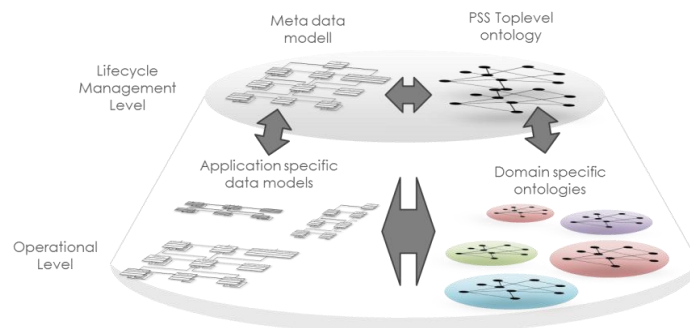 Meta data
modell
PSS Toplevel
ontology
Lifecycle
Management
Level
Application specific
data models
Domain specific
ontologies
Operational
Level